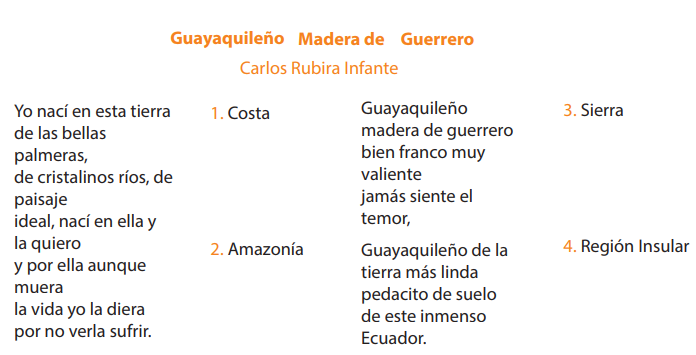 Guayaquileño Madera de Guerrero
Carlos Rubira Infante
Yo nací en esta tierra
de las bellas
palmeras,
de cristalinos ríos, de
paisaje
ideal, nací en ella y
la quiero
y por ella aunque
muera
la vida yo la diera
por no verla sufrir.
1. Costa
2. Amazonía
Guayaquileño
madera de guerrero
bien franco muy
valiente
jamás siente el
temor,
Guayaquileño de la
tierra más linda
pedacito de suelo
de este inmenso
Ecuador.
3. Sierra
4. Región Insular